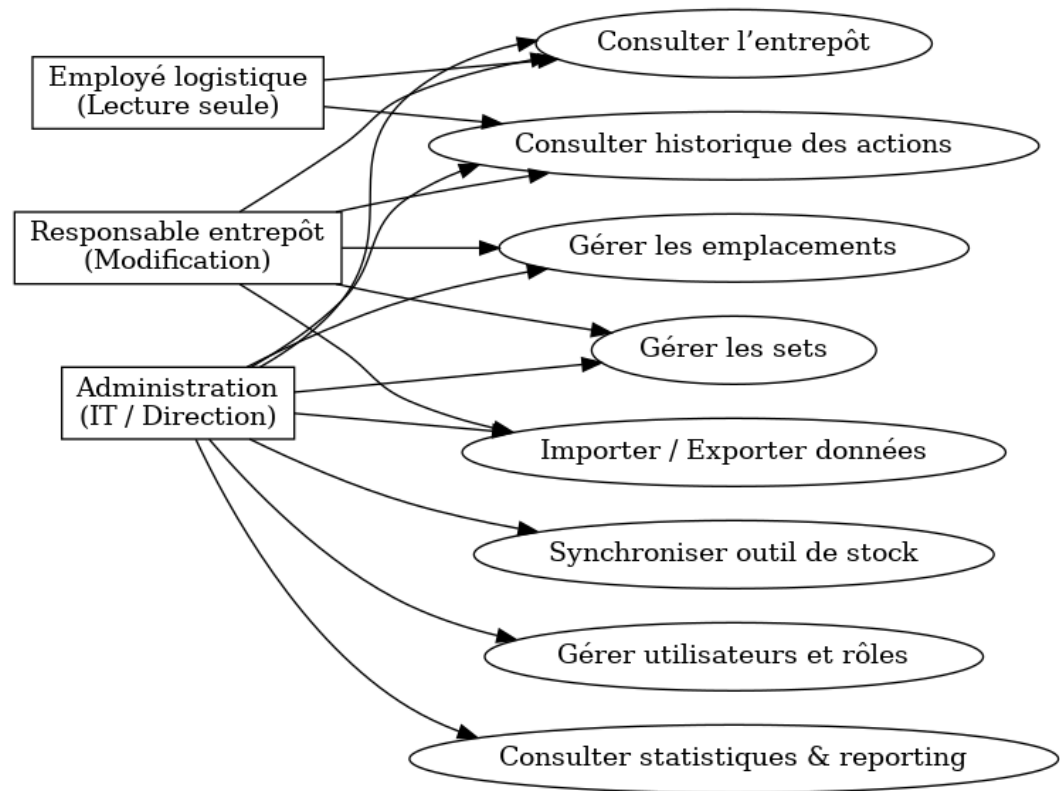 Employé logistique
(Lecture seule)
Responsable entrepôt
(Modification)
Administration
(IT / Direction)
Consulter l’entrepôt
Consulter historique des actions
Gérer les emplacements
Gérer les sets
Importer / Exporter données
Synchroniser outil de stock
Gérer utilisateurs et rôles
Consulter statistiques & reporting